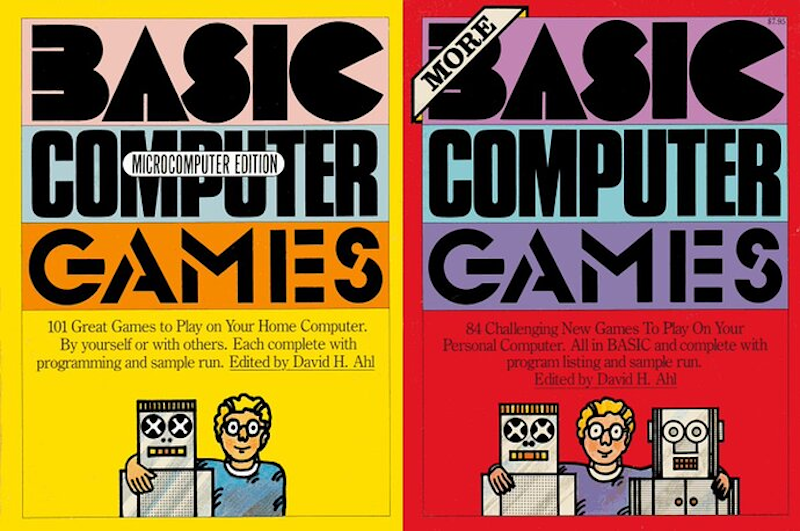 BASIC
COMPUTER
MICROCOMPUTER EDITION
GAMES
101 Great Games to Play on Your Home Computer.
By yourself or with others. Each complete with
programming and sample run. Edited by David H. Ahl
MORE
$7.95
BASIC
COMPUTER
GAMES
84 Challenging New Games To Play On Your
Personal Computer. All in BASIC and complete with
program listing and sample run.
Edited by David H. Ahl